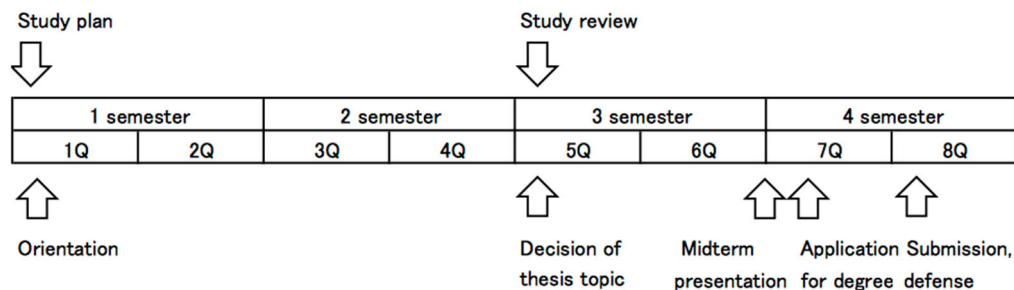 Study plan Study review
1 semester 2 semester 3 semester 4 semester
1Q 2Q 3Q 4Q 5Q 6Q 7Q 8Q
Orientation Decision of Midterm Application Submission,
thesis topic presentation for degree defense